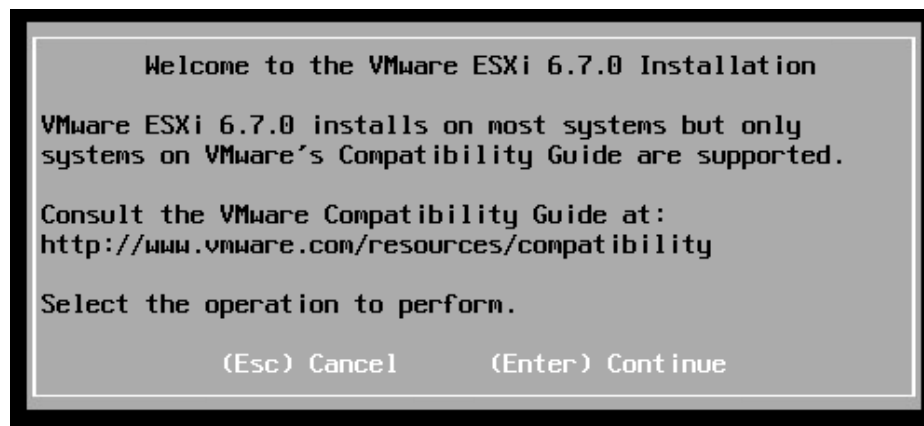 Welcome to the VMware ESXi 6.7.0 Installation
VMware ESXi 6.7.0 installs on most systems but only
systems on VMware's Compatibility Guide are supported.
Consult the VMware Compatibility Guide at:
http://www.vmware.com/resources/compatibility
Select the operation to perform.
(Esc) Cancel (Enter) Continue